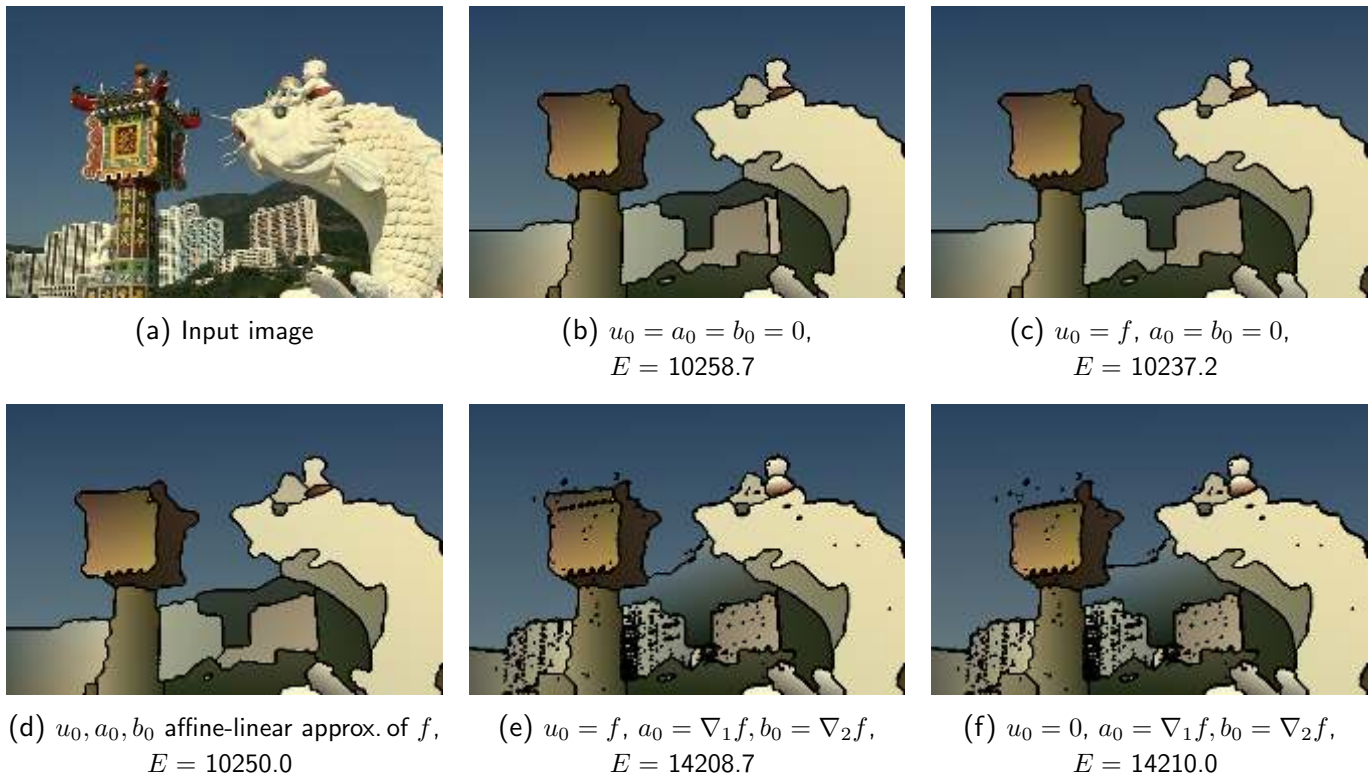 (a) Input image
(b) u₀ = a₀ = b₀ = 0,
E = 10258.7
(c) u₀ = f, a₀ = b₀ = 0,
E = 10237.2
(d) u₀, a₀, b₀ affine-linear approx. of f,
E = 10250.0
(e) u₀ = f, a₀ = ∇₁f, b₀ = ∇₂f,
E = 14208.7
(f) u₀ = 0, a₀ = ∇₁f, b₀ = ∇₂f,
E = 14210.0